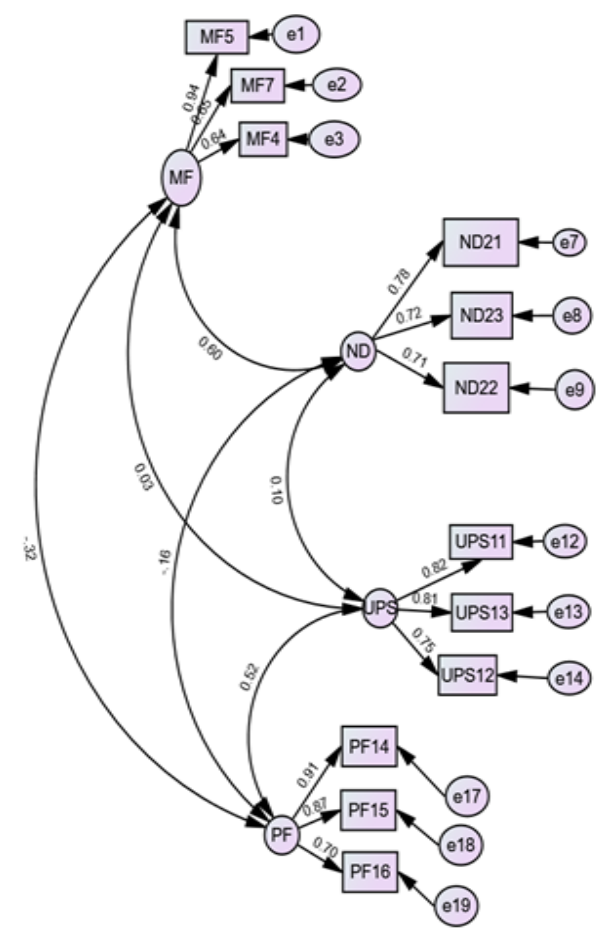 MF5 e1
MF7 e2
0.94
0.65
MF4 e3
0.64
MF
ND21 e7
0.78
ND23 e8
0.72
ND
0.60
0.71
ND22 e9
0.03
0.10
-.32
-.16
UPS11 e12
0.82
UPS
0.81
UPS13 e13
0.75
UPS12 e14
0.52
PF14
0.91
e17
0.87
PF15
PF
e18
0.70
PF16
e19